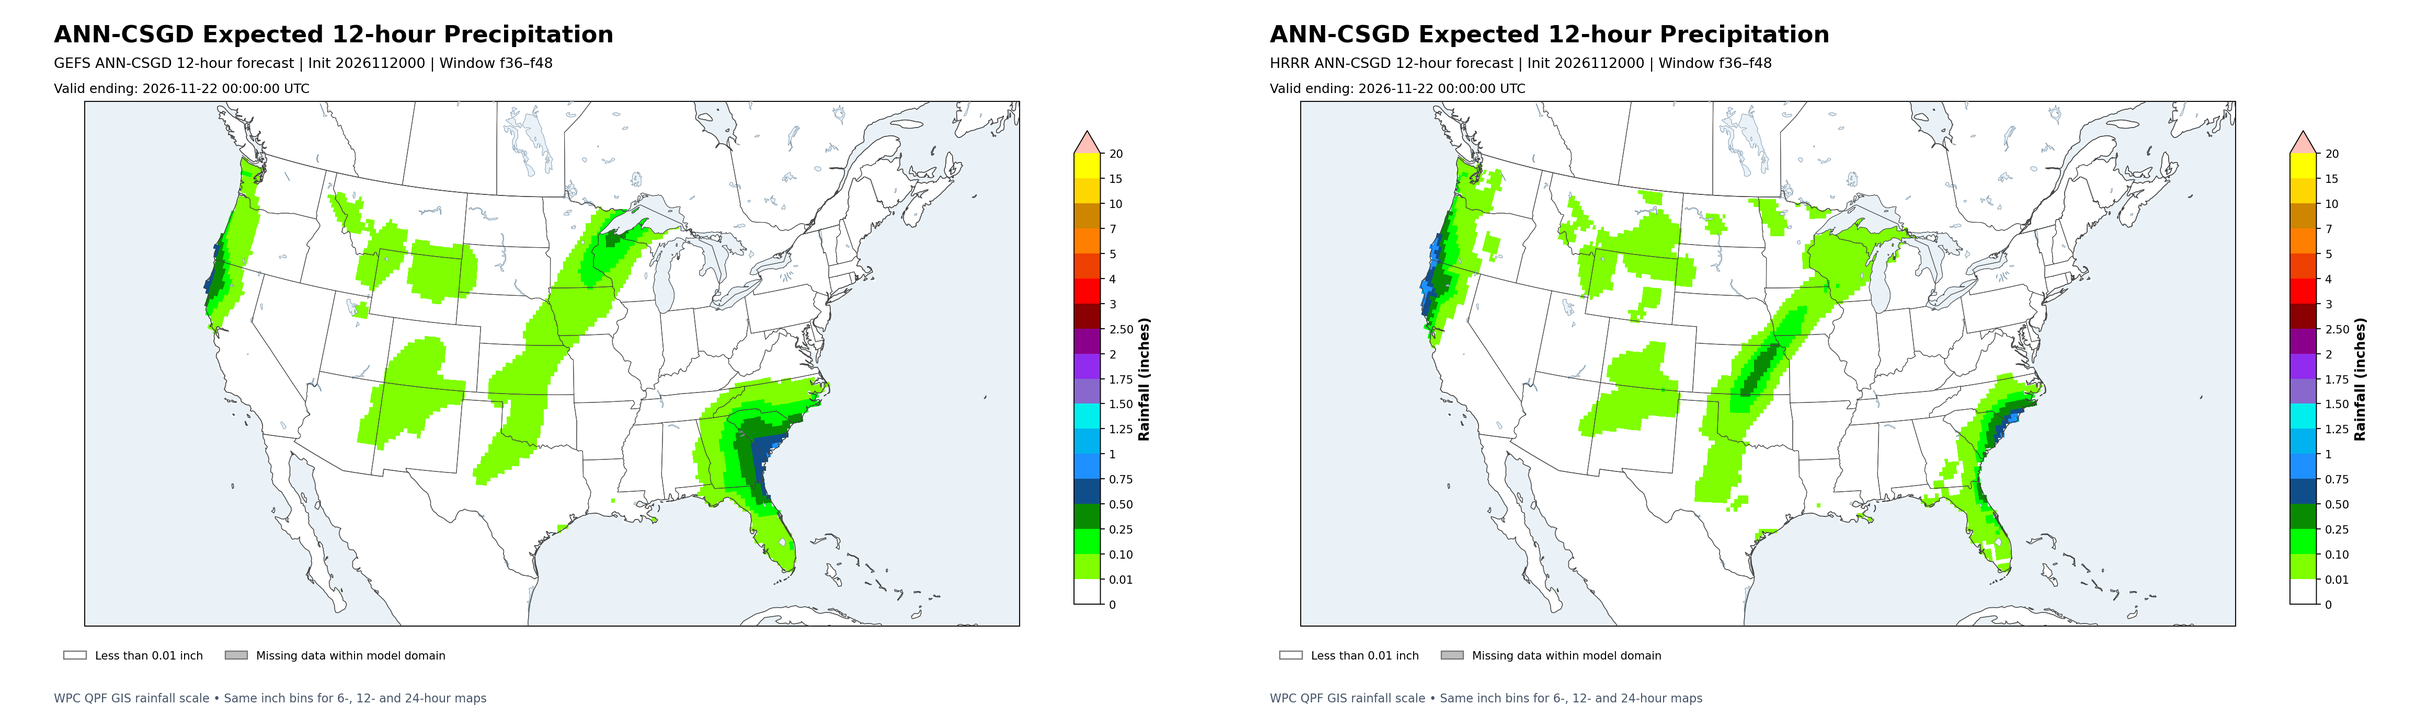 ANN-CSGD Expected 12-hour Precipitation
GEFS ANN-CSGD 12-hour forecast | Init 2026112000 | Window f36–f48
Valid ending: 2026-11-22 00:00:00 UTC
20
15
10
7
5
4
3
2.50
2
1.75
1.50
1.25
1
0.75
0.50
0.25
0.10
0.01
0
Rainfall (inches)
Less than 0.01 inch
Missing data within model domain
WPC QPF GIS rainfall scale • Same inch bins for 6-, 12- and 24-hour maps
ANN-CSGD Expected 12-hour Precipitation
HRRR ANN-CSGD 12-hour forecast | Init 2026112000 | Window f36–f48
Valid ending: 2026-11-22 00:00:00 UTC
20
15
10
7
5
4
3
2.50
2
1.75
1.50
1.25
1
0.75
0.50
0.25
0.10
0.01
0
Rainfall (inches)
Less than 0.01 inch
Missing data within model domain
WPC QPF GIS rainfall scale • Same inch bins for 6-, 12- and 24-hour maps